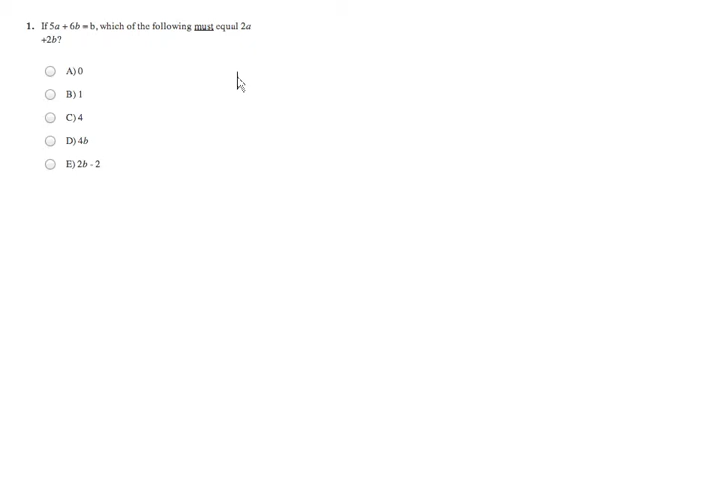 1. If 5a + 6b = b, which of the following must equal 2a
+2b?
A) 0
B) 1
C) 4
D) 4b
E) 2b - 2